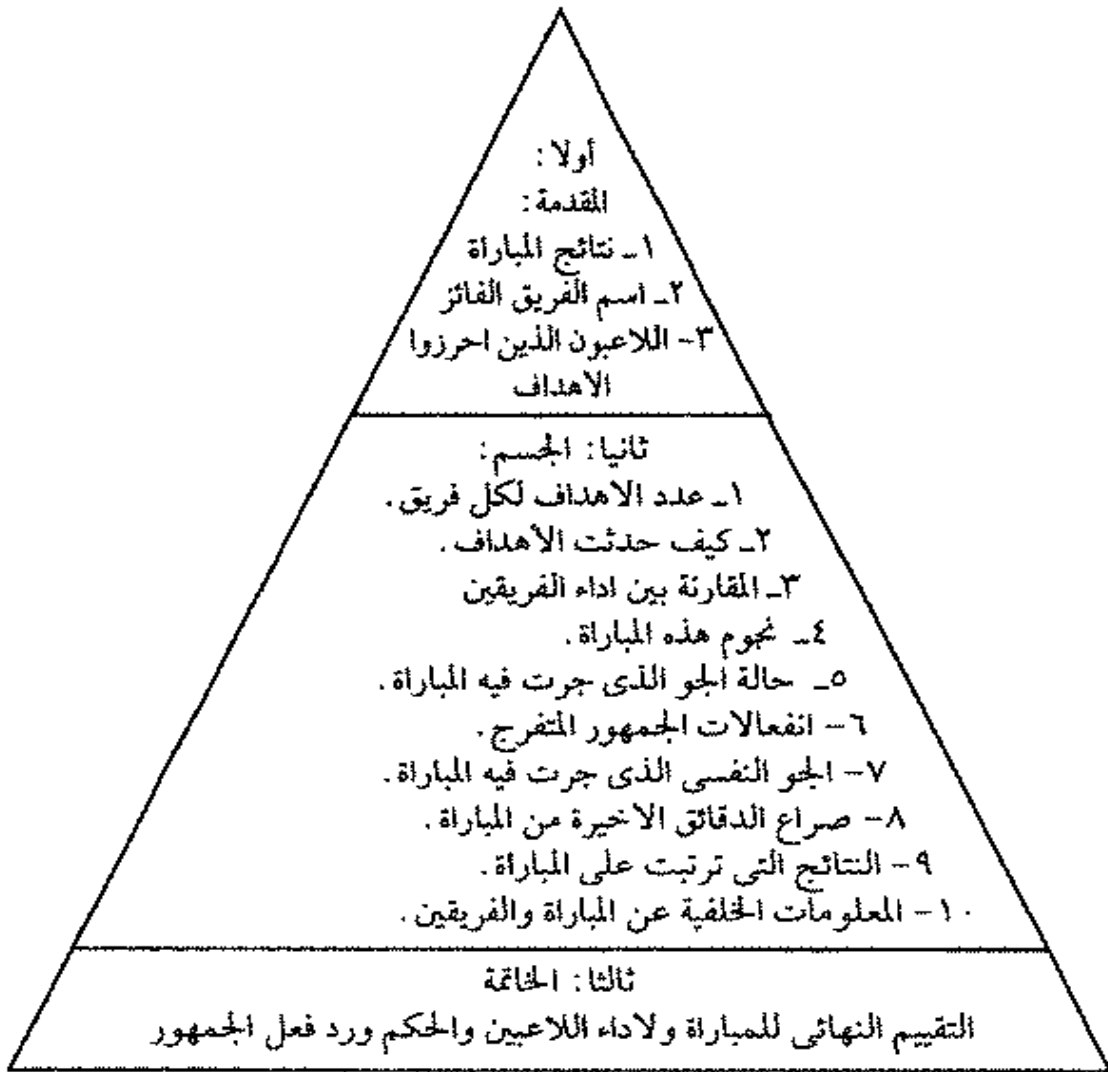 أولا :
المقدمة :
١ـ نتائج المباراة
٢ـ اسم الفريق الفائز
٣- اللاعبون الذين احرزوا
الاهداف
ثانيا : الجسم :
١ـ عدد الاهداف لكل فريق .
٢ـ كيف حدثت الأهداف .
٣ـ المقارنة بين اداء الفريقين
٤ـ نجوم هذه المباراة .
٥ـ حالة الجو الذى جرت فيه المباراة .
٦- انفعالات الجمهور المتفرج .
٧- الجو النفسى الذى جرت فيه المباراة .
٨- صراع الدقائق الاخيرة من المباراة .
٩- النتائج التى ترتبت على المباراة .
١٠- المعلومات الخلفية عن المباراة والفريقين .
ثالثا : الخاتمة
التقييم النهائى للمباراة ولاداء اللاعبين والحكم ورد فعل الجمهور